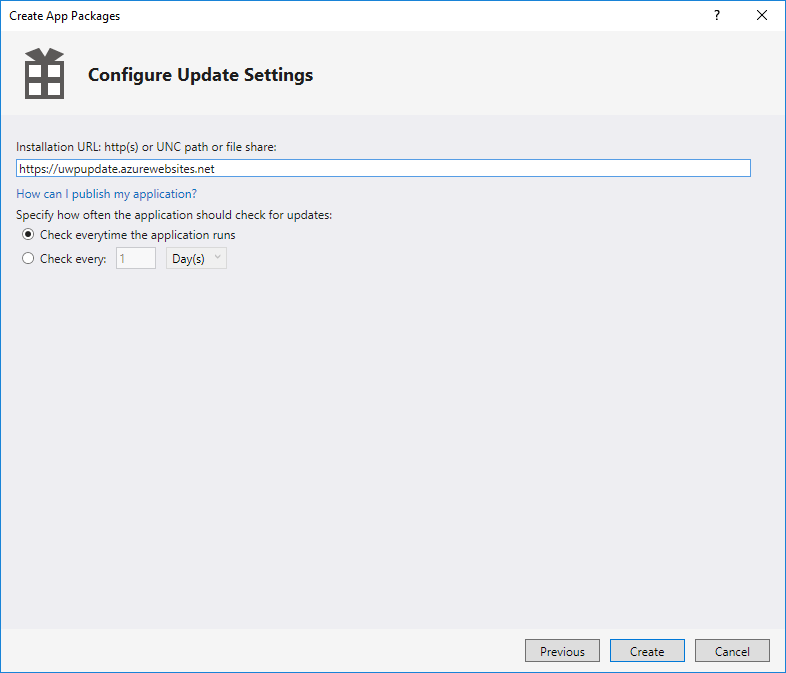 Create App Packages
?
Configure Update Settings
Installation URL: http(s) or UNC path or file share:
https://uwpupdate.azurewebsites.net
How can I publish my application?
Specify how often the application should check for updates:
Check everytime the application runs
Check every: 1 Day(s)
Previous Create Cancel